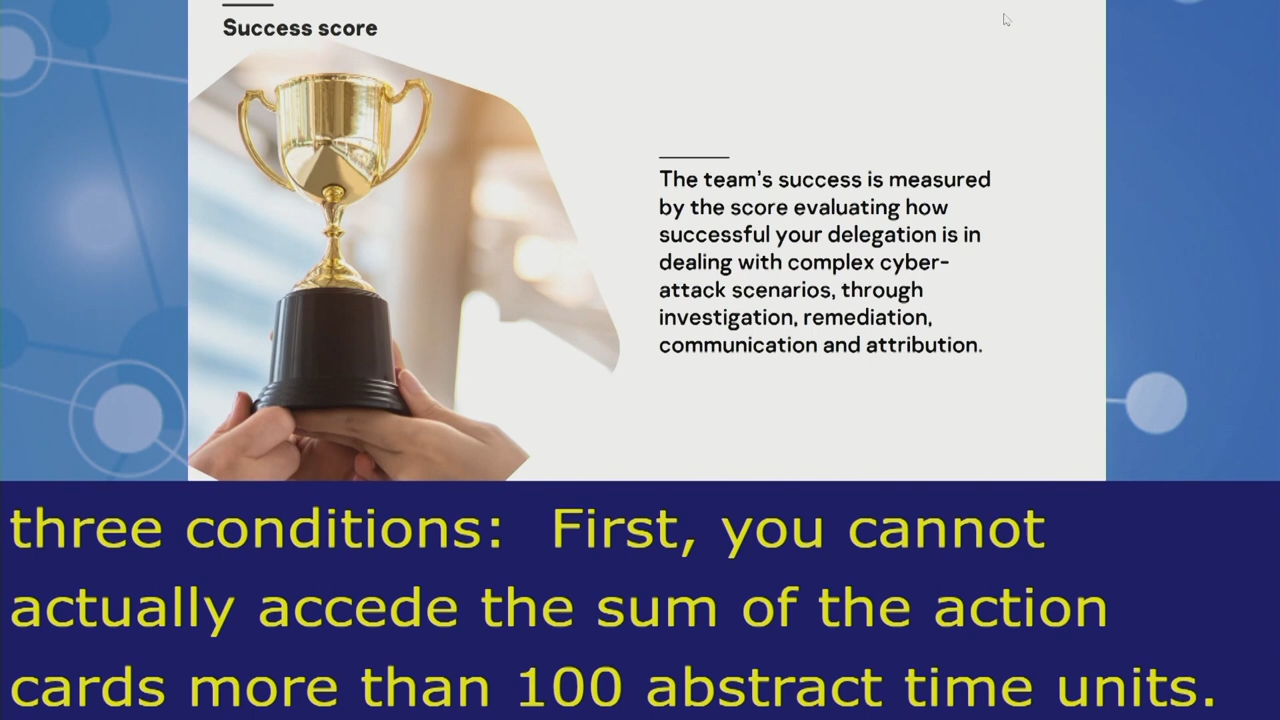 Success score
The team's success is measured
by the score evaluating how
successful your delegation is in
dealing with complex cyber-
attack scenarios, through
investigation, remediation,
communication and attribution.
three conditions:  First, you cannot
actually accede the sum of the action
cards more than 100 abstract time units.